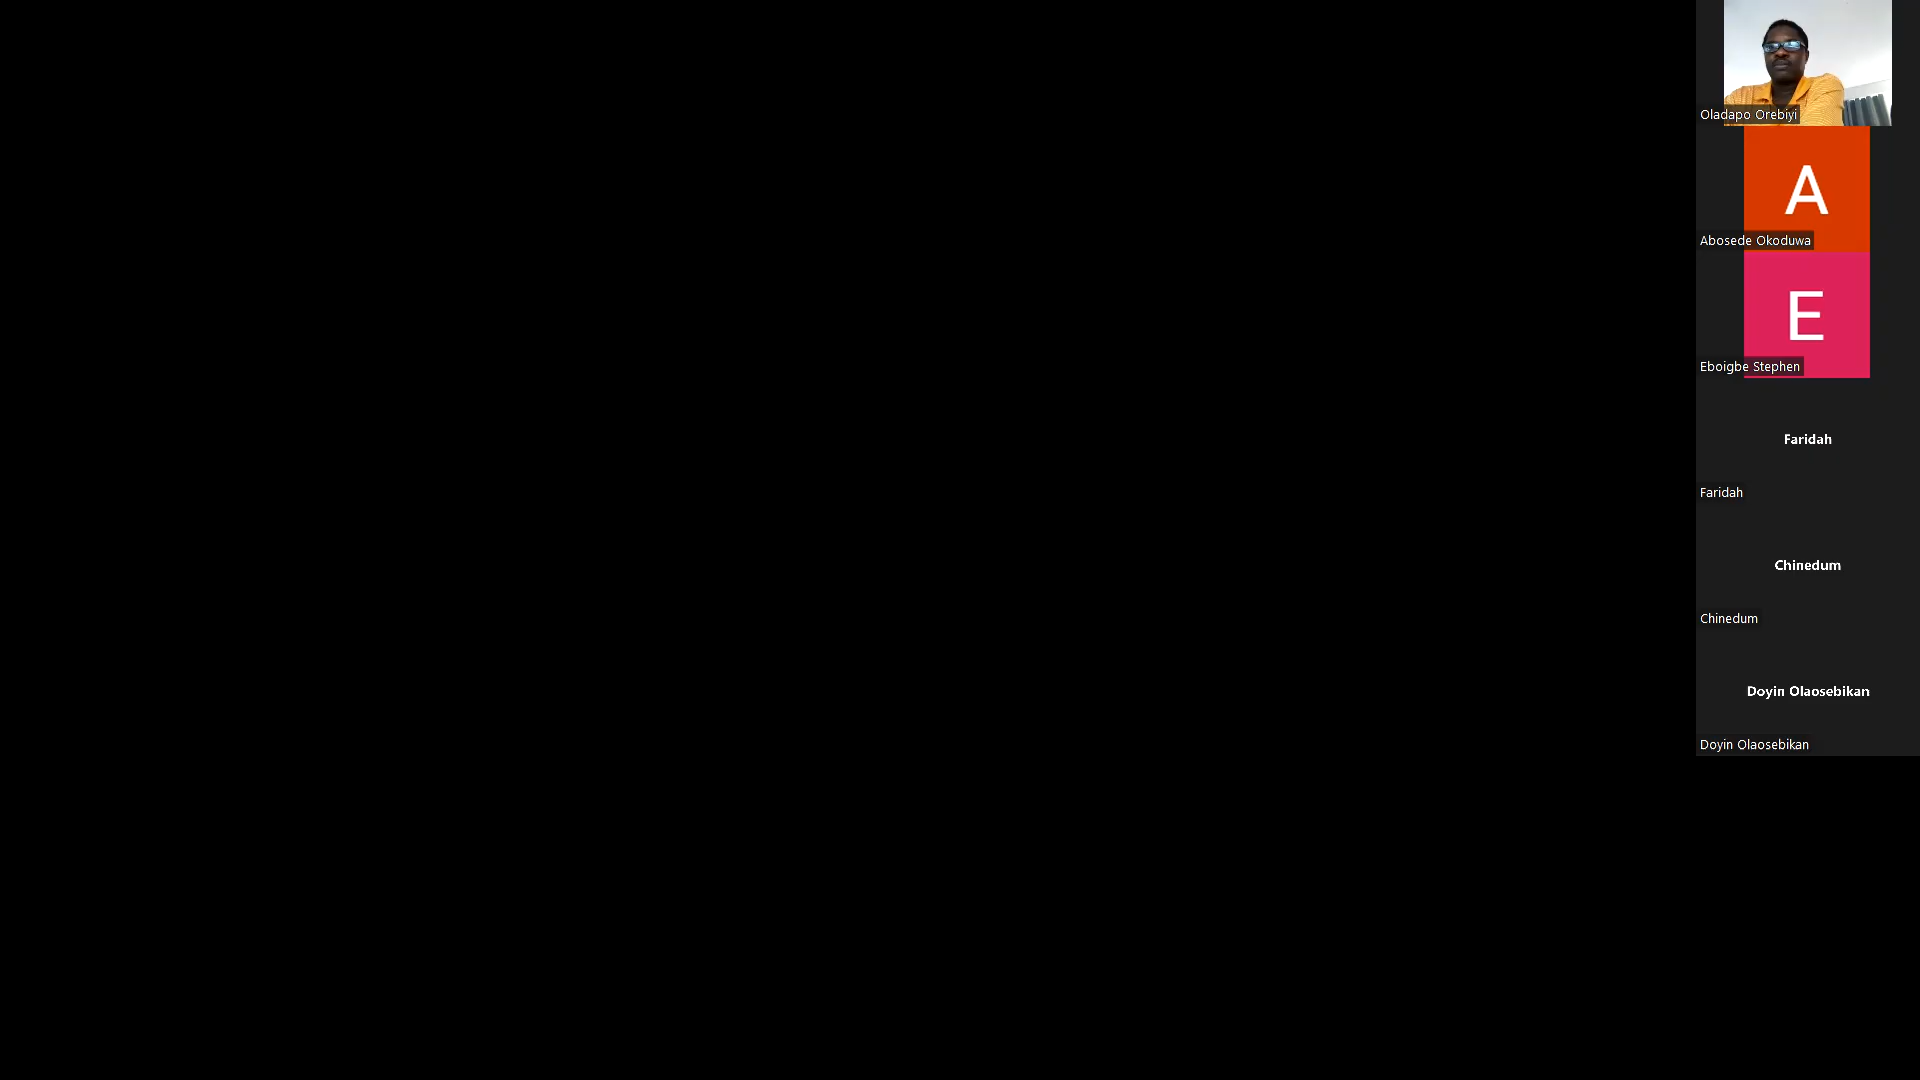 Oladapo Orebiyi
A
Abosede Okoduwa
E
Eboigbe Stephen
Faridah
Faridah
Chinedum
Chinedum
Doyin Olaosebikan
Doyin Olaosebikan